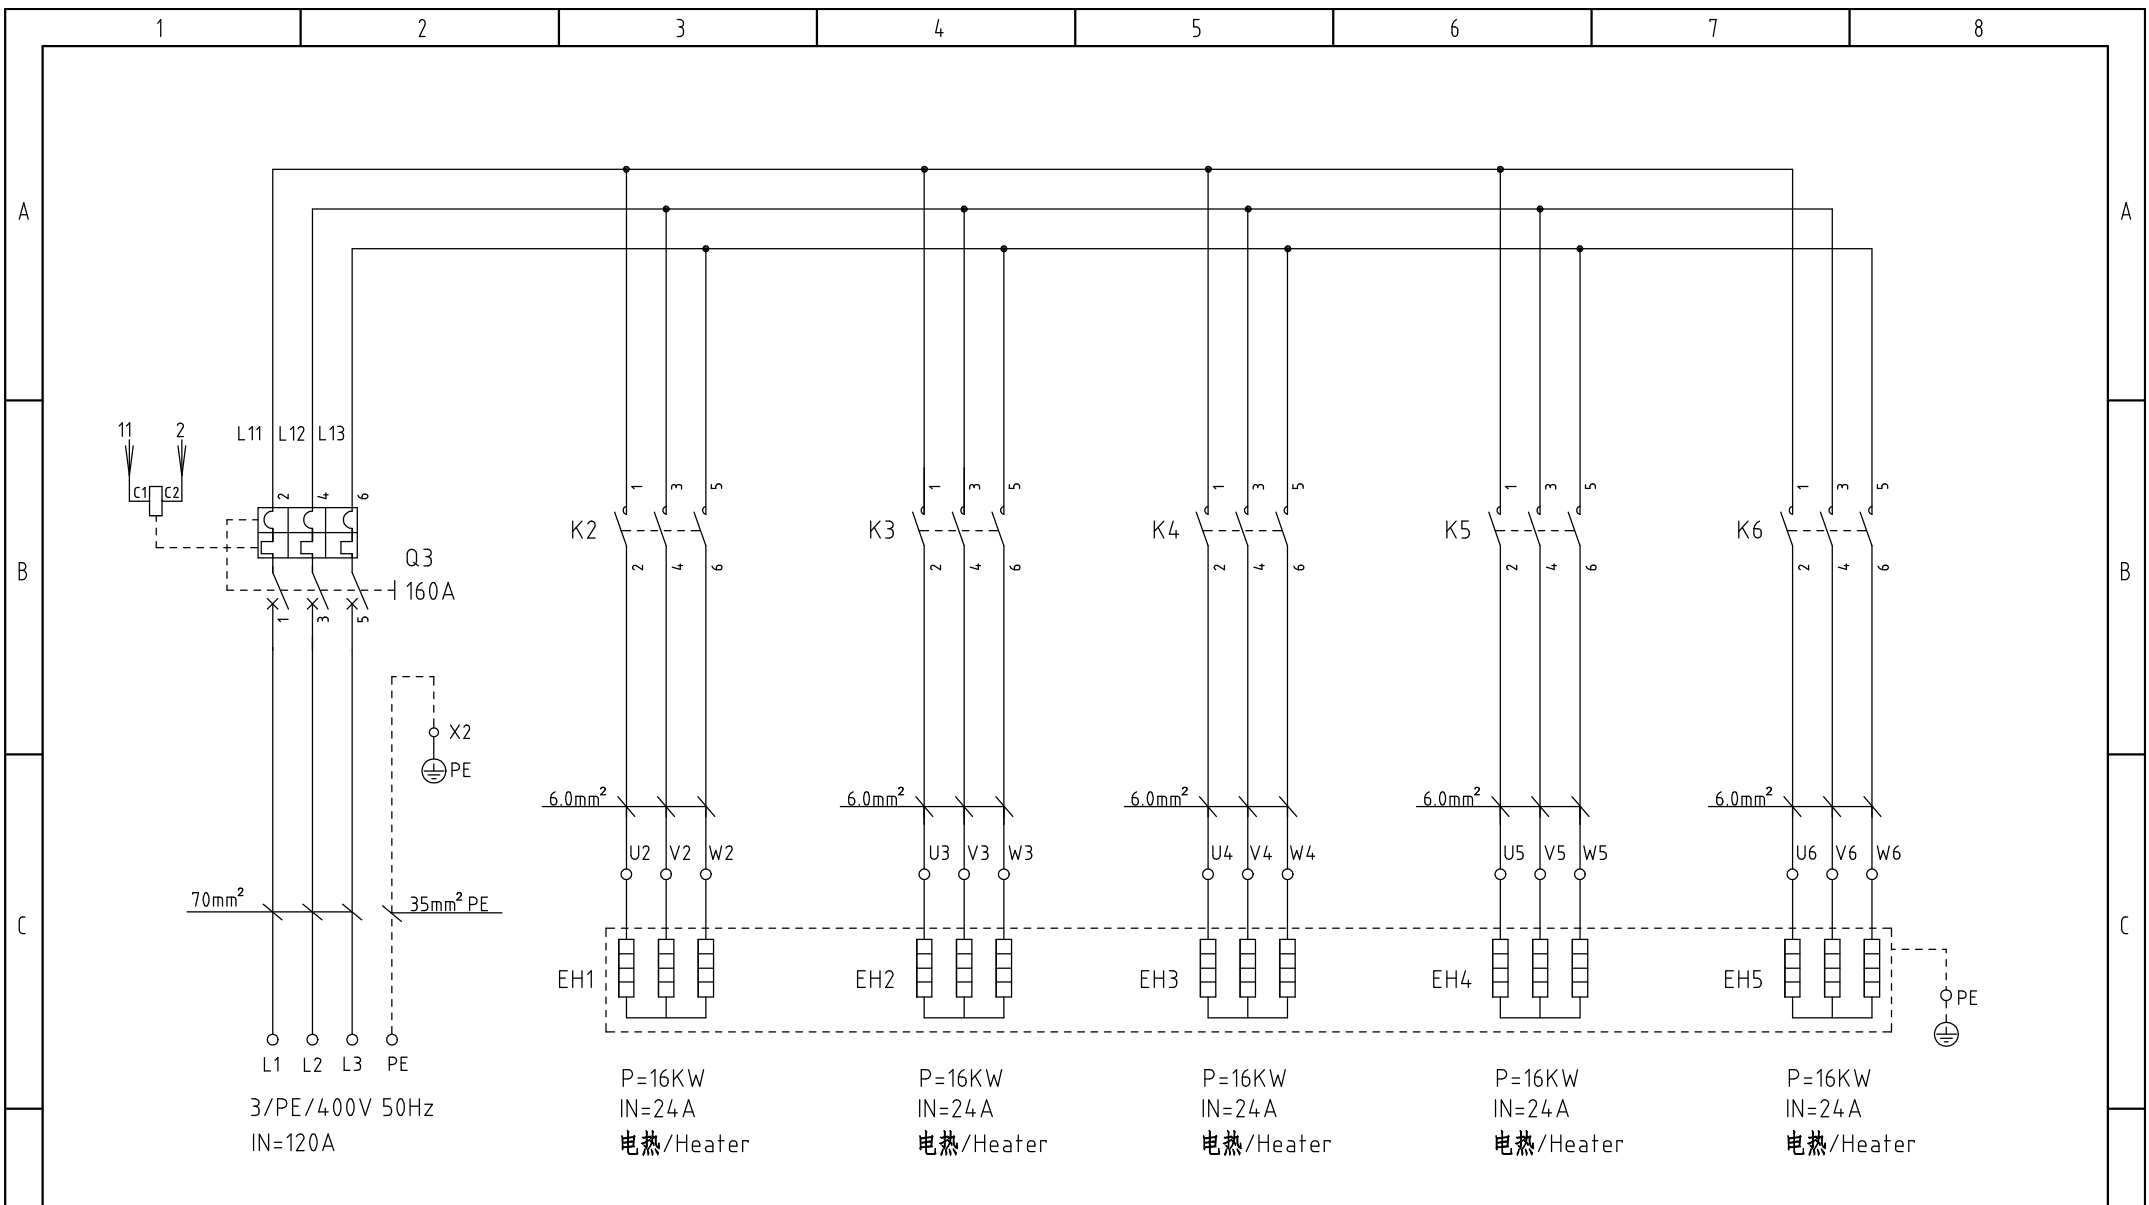 1 2 3 4 5 6 7 8
A A
11 2 L11 L12 L13
C1 C2 2 4 6 1 3 5 1 3 5 1 3 5 1 3 5 1 3 5
K2 K3 K4 K5 K6
B Q3 2 4 6 2 4 6 2 4 6 2 4 6 2 4 6 B
160A
1 3 5
X2
PE
6.0mm² 6.0mm² 6.0mm² 6.0mm² 6.0mm²
U2 V2 W2 U3 V3 W3 U4 V4 W4 U5 V5 W5 U6 V6 W6
70mm² 35mm² PE
C C
EH1 EH2 EH3 EH4 EH5
PE
L1 L2 L3 PE
P=16KW P=16KW P=16KW P=16KW P=16KW
3/PE/400V 50Hz IN=24A IN=24A IN=24A IN=24A IN=24A
IN=120A 电热/Heater 电热/Heater 电热/Heater 电热/Heater 电热/Heater